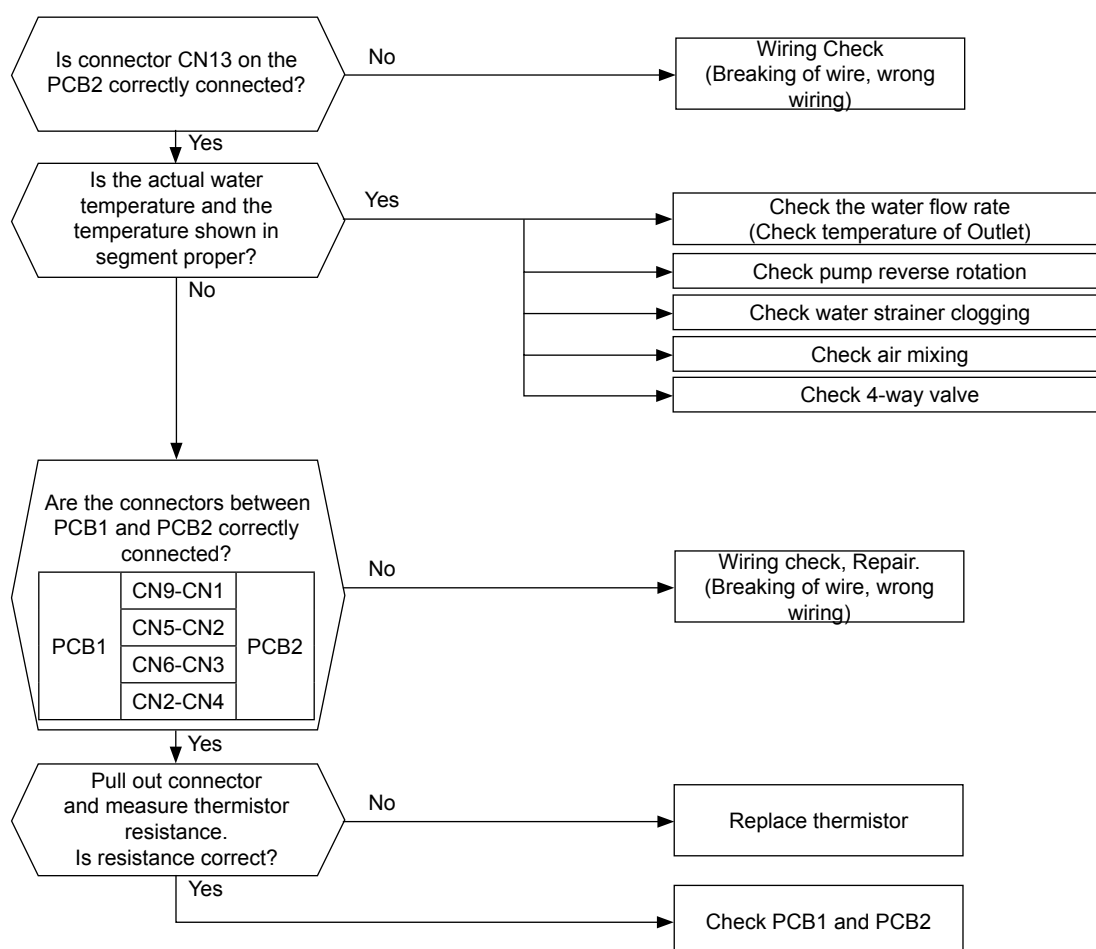 Is connector CN13 on the
PCB2 correctly connected?
No
Wiring Check
(Breaking of wire, wrong
wiring)
Yes
Is the actual water
temperature and the
temperature shown in
segment proper?
Yes
Check the water flow rate
(Check temperature of Outlet)
Check pump reverse rotation
Check water strainer clogging
Check air mixing
Check 4-way valve
No
Are the connectors between
PCB1 and PCB2 correctly
connected?
PCB1
CN9-CN1
CN5-CN2
CN6-CN3
CN2-CN4
PCB2
No
Wiring check, Repair.
(Breaking of wire, wrong
wiring)
Yes
Pull out connector
and measure thermistor
resistance.
Is resistance correct?
No
Replace thermistor
Yes
Check PCB1 and PCB2